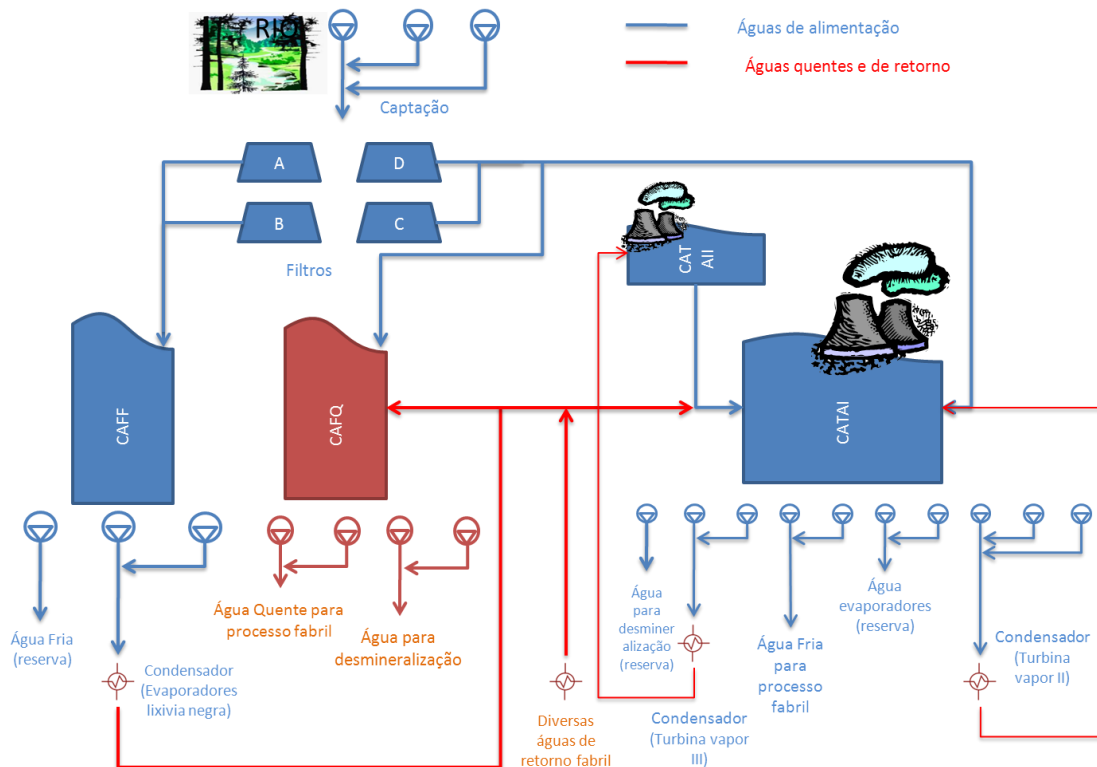 RIO
Águas de alimentação
Águas quentes e de retorno
Captação
A
D
B
C
Filtros
CAT
AII
CAFF
CAFQ
CATAI
Água Fria
(reserva)
Condensador
(Evaporadores
lixivia negra)
Água Quente para
processo fabril
Água para
desmineralização
Diversas
águas de
retorno fabril
Água
para
desminer
alização
(reserva)
Condensador
(Turbina vapor
III)
Água Fria
para
processo
fabril
Água
evaporadores
(reserva)
Condensador
(Turbina
vapor II)